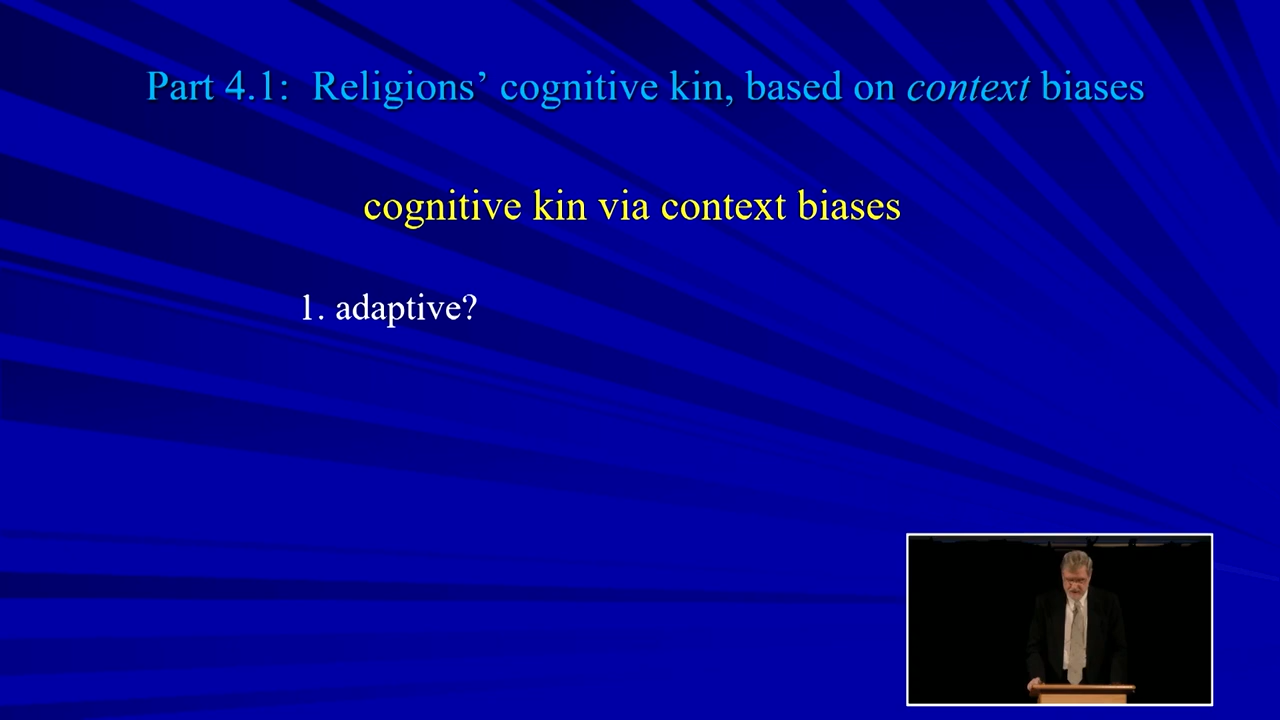 Part 4.1:  Religions’ cognitive kin, based on context biases
cognitive kin via context biases
1. adaptive?